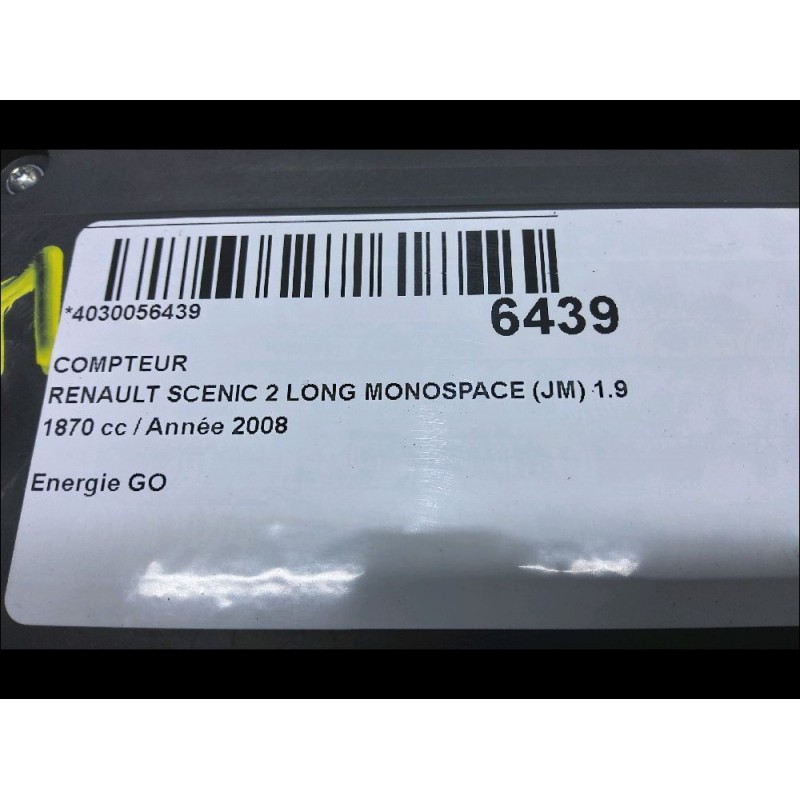 *4030056439
6439
COMPTEUR
RENAULT SCENIC 2 LONG MONOSPACE (JM) 1.9
1870 cc / Année 2008
Energie GO